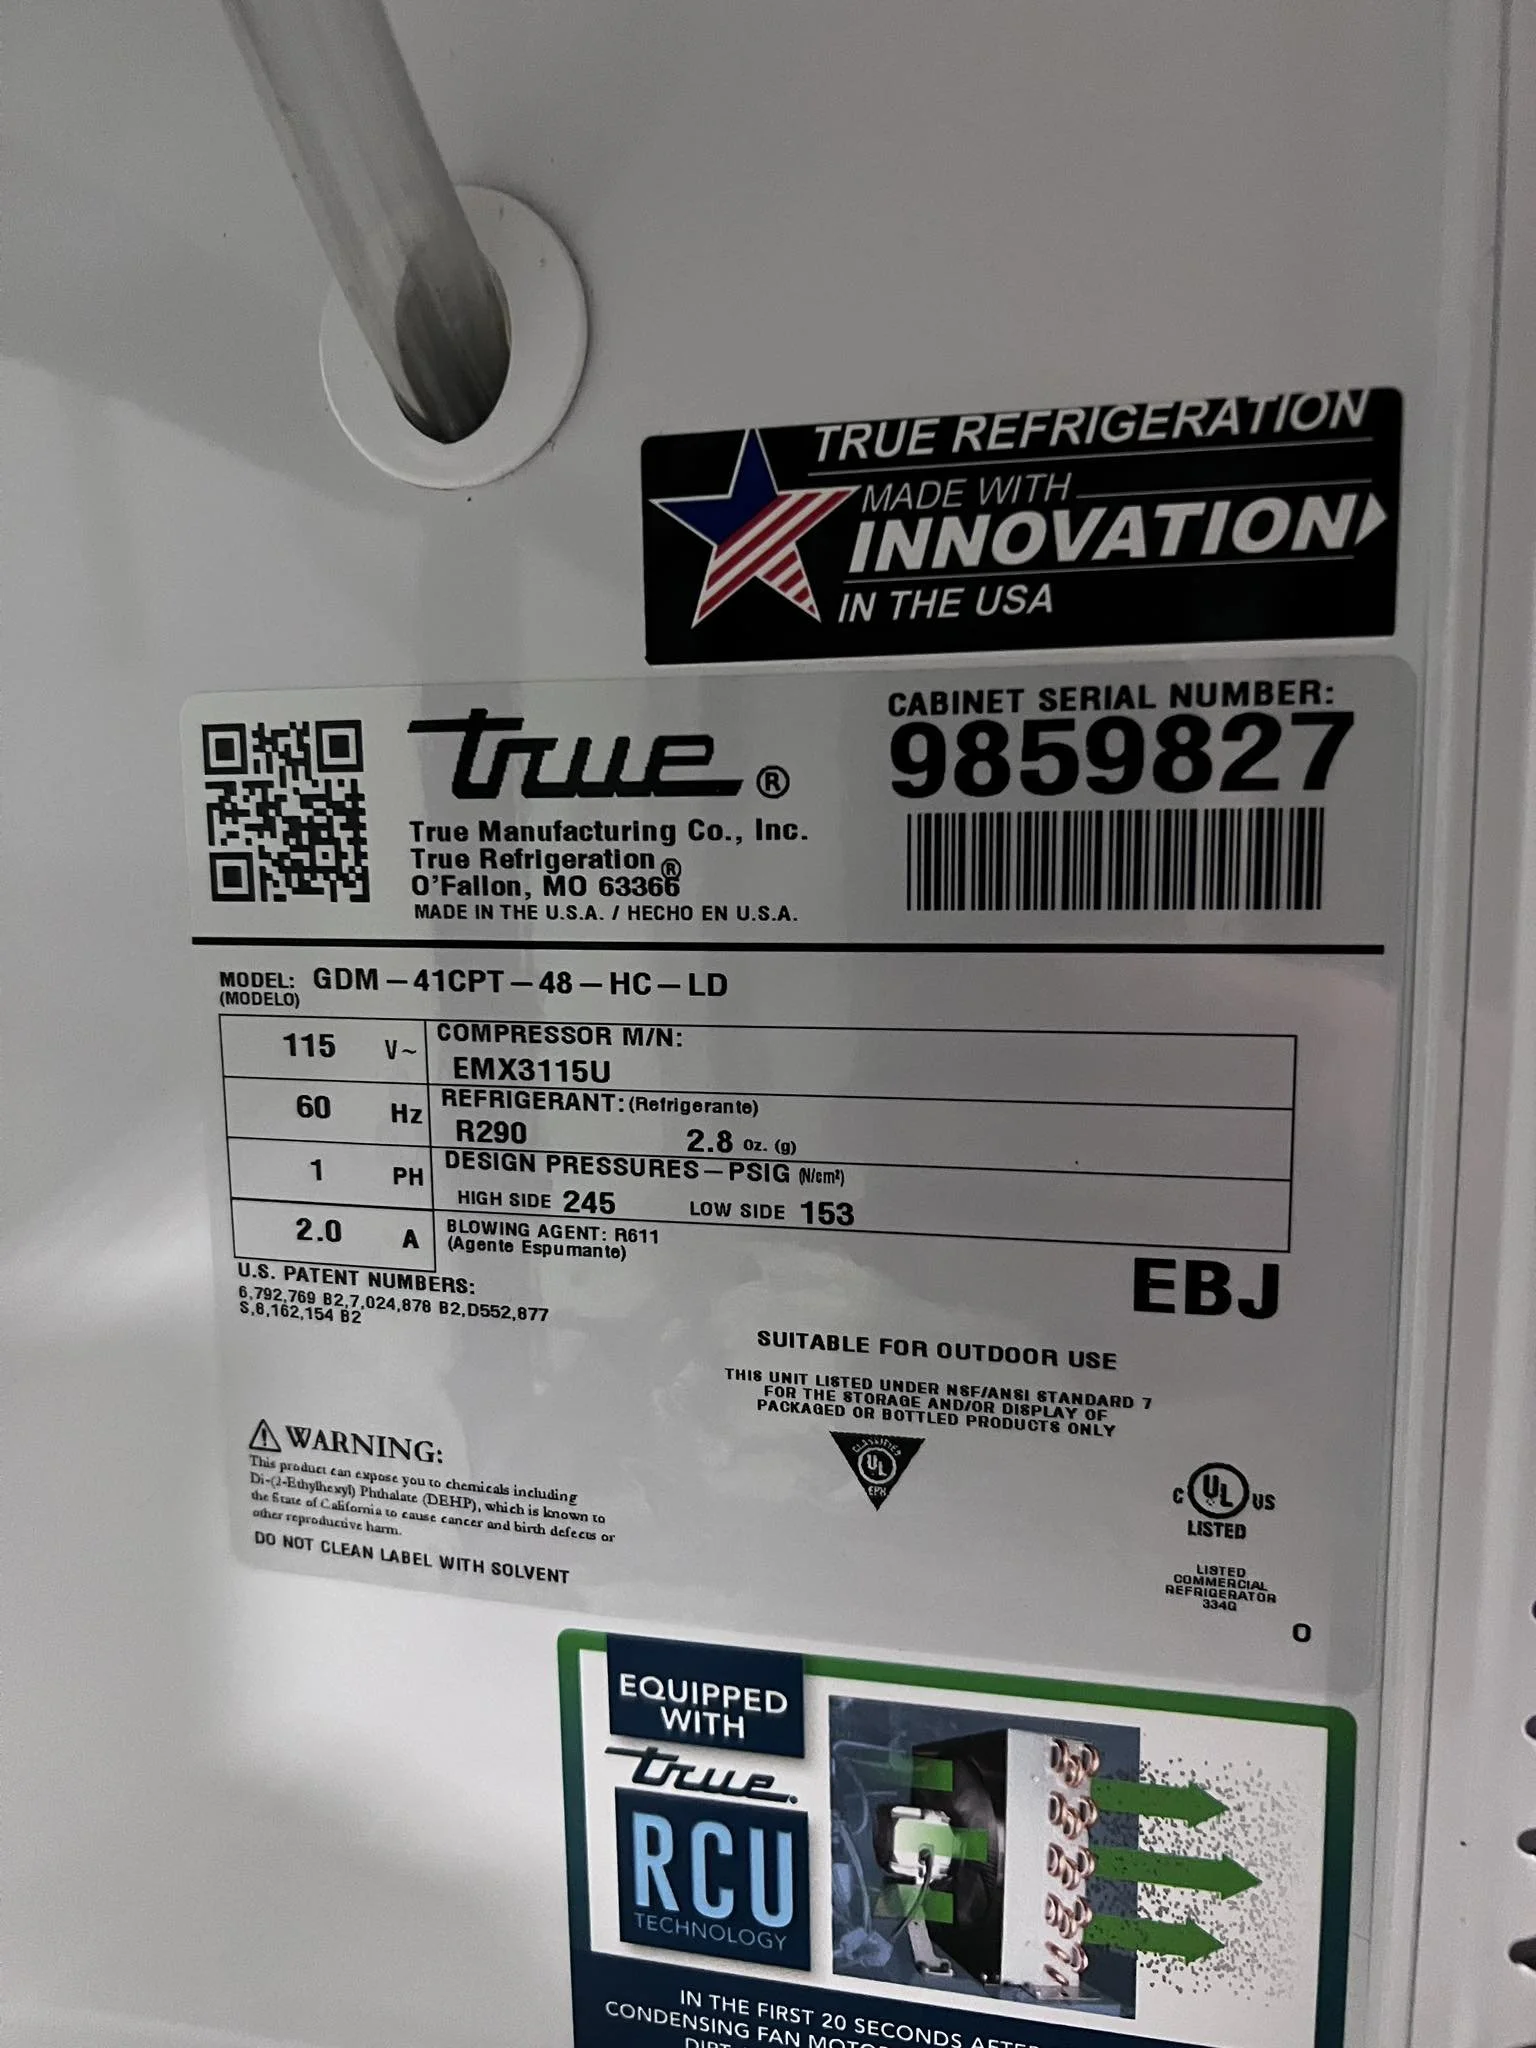 TRUE REFRIGERATION
MADE WITH
INNOVATION
IN THE USA
true®
True Manufacturing Co., Inc.
True Refrigeration®
O'Fallon, MO 63366
MADE IN THE U.S.A. / HECHO EN U.S.A.
CABINET SERIAL NUMBER:
9859827
MODEL: GDM-41CPT-48-HC-LD
(MODELO)
115 V~
60 Hz
1 PH
2.0 A
COMPRESSOR M/N:
EMX3115U
REFRIGERANT: (Refrigerante)
R290 2.8 oz. (g)
DESIGN PRESSURES-PSIG (N/cm²)
HIGH SIDE 245 LOW SIDE 153
BLOWING AGENT: R611
(Agente Espumante)
U.S. PATENT NUMBERS:
6,792,769 B2,7,024,878 B2,D552,877
S,8,162,154 B2
EBJ
SUITABLE FOR OUTDOOR USE
THIS UNIT LISTED UNDER NSF/ANSI STANDARD 7
FOR THE STORAGE AND/OR DISPLAY OF
PACKAGED OR BOTTLED PRODUCTS ONLY
CLASSIFIED
UL
EPH
⚠ WARNING:
This product can expose you to chemicals including
Di-(2-Ethylhexyl) Phthalate (DEHP), which is known to
the State of California to cause cancer and birth defects or
other reproductive harm.
DO NOT CLEAN LABEL WITH SOLVENT
C UL US
LISTED
LISTED
COMMERCIAL
REFRIGERATOR
334Q
O
EQUIPPED
WITH
true.
RCU
TECHNOLOGY
IN THE FIRST 20 SECONDS
CONDENSING FAN